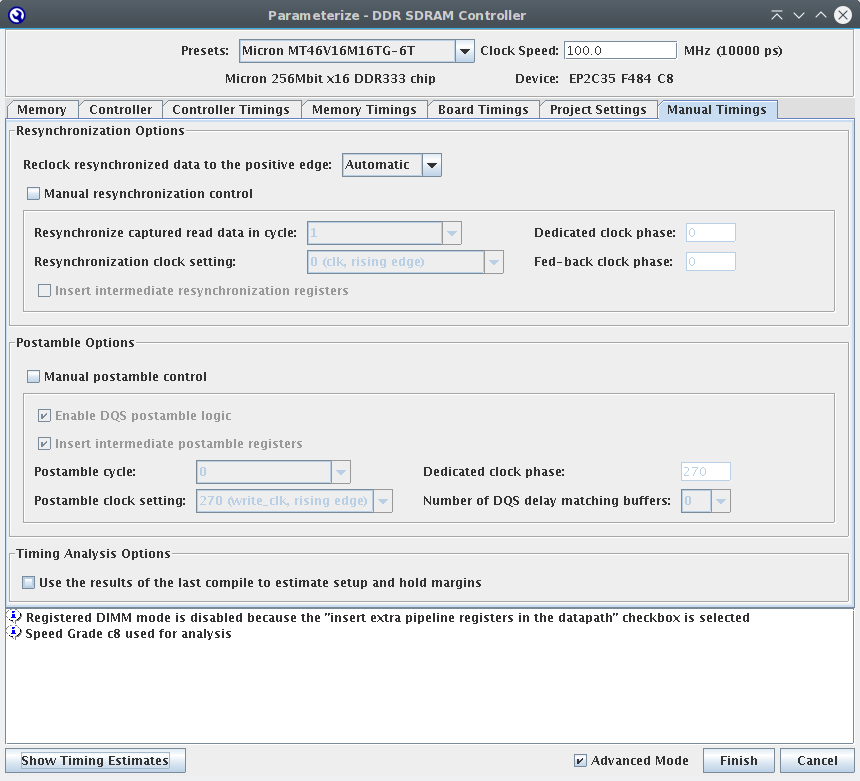 Parameterize - DDR SDRAM Controller
Presets: Micron MT46V16M16TG-6T Clock Speed: 100.0 MHz (10000 ps)
Micron 256Mbit x16 DDR333 chip Device: EP2C35 F484 C8
Memory Controller Controller Timings Memory Timings Board Timings Project Settings Manual Timings
Resynchronization Options
Reclock resynchronized data to the positive edge: Automatic
Manual resynchronization control
Resynchronize captured read data in cycle: 1 Dedicated clock phase: 0
Resynchronization clock setting: 0 (clk, rising edge) Fed-back clock phase: 0
Insert intermediate resynchronization registers
Postamble Options
Manual postamble control
Enable DQS postamble logic
Insert intermediate postamble registers
Postamble cycle: 0 Dedicated clock phase: 270
Postamble clock setting: 270 (write_clk, rising edge) Number of DQS delay matching buffers: 0
Timing Analysis Options
Use the results of the last compile to estimate setup and hold margins
Registered DIMM mode is disabled because the "insert extra pipeline registers in the datapath" checkbox is selected
Speed Grade c8 used for analysis
Show Timing Estimates Advanced Mode Finish Cancel